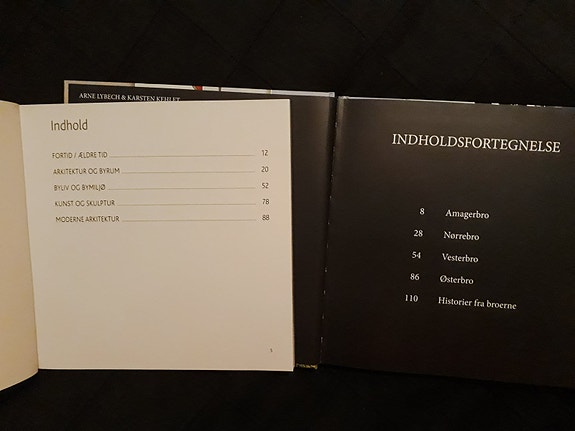 ARNE LYBECH & KARSTEN KEHLET
Indhold
FORTID / ÆLDRE TID 12
ARKITEKTUR OG BYRUM 20
BYLIV OG BYMILJØ 52
KUNST OG SKULPTUR 78
MODERNE ARKITEKTUR 88
5
INDHOLDSFORTEGNELSE
8 Amagerbro
28 Nørrebro
54 Vesterbro
86 Østerbro
110 Historier fra broerne